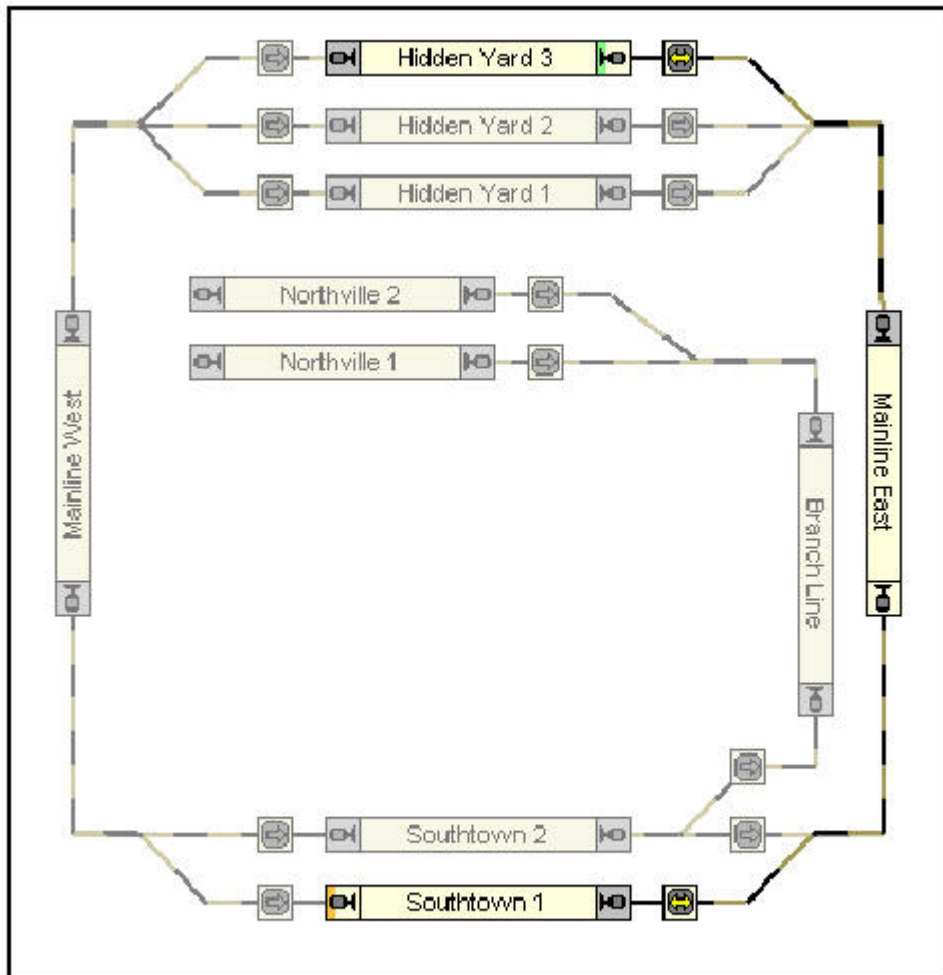 Hidden Yard 3
Hidden Yard 2
Hidden Yard 1
Northville 2
Northville 1
Mainline West
Mainline East
Branch Line
Southtown 2
Southtown 1